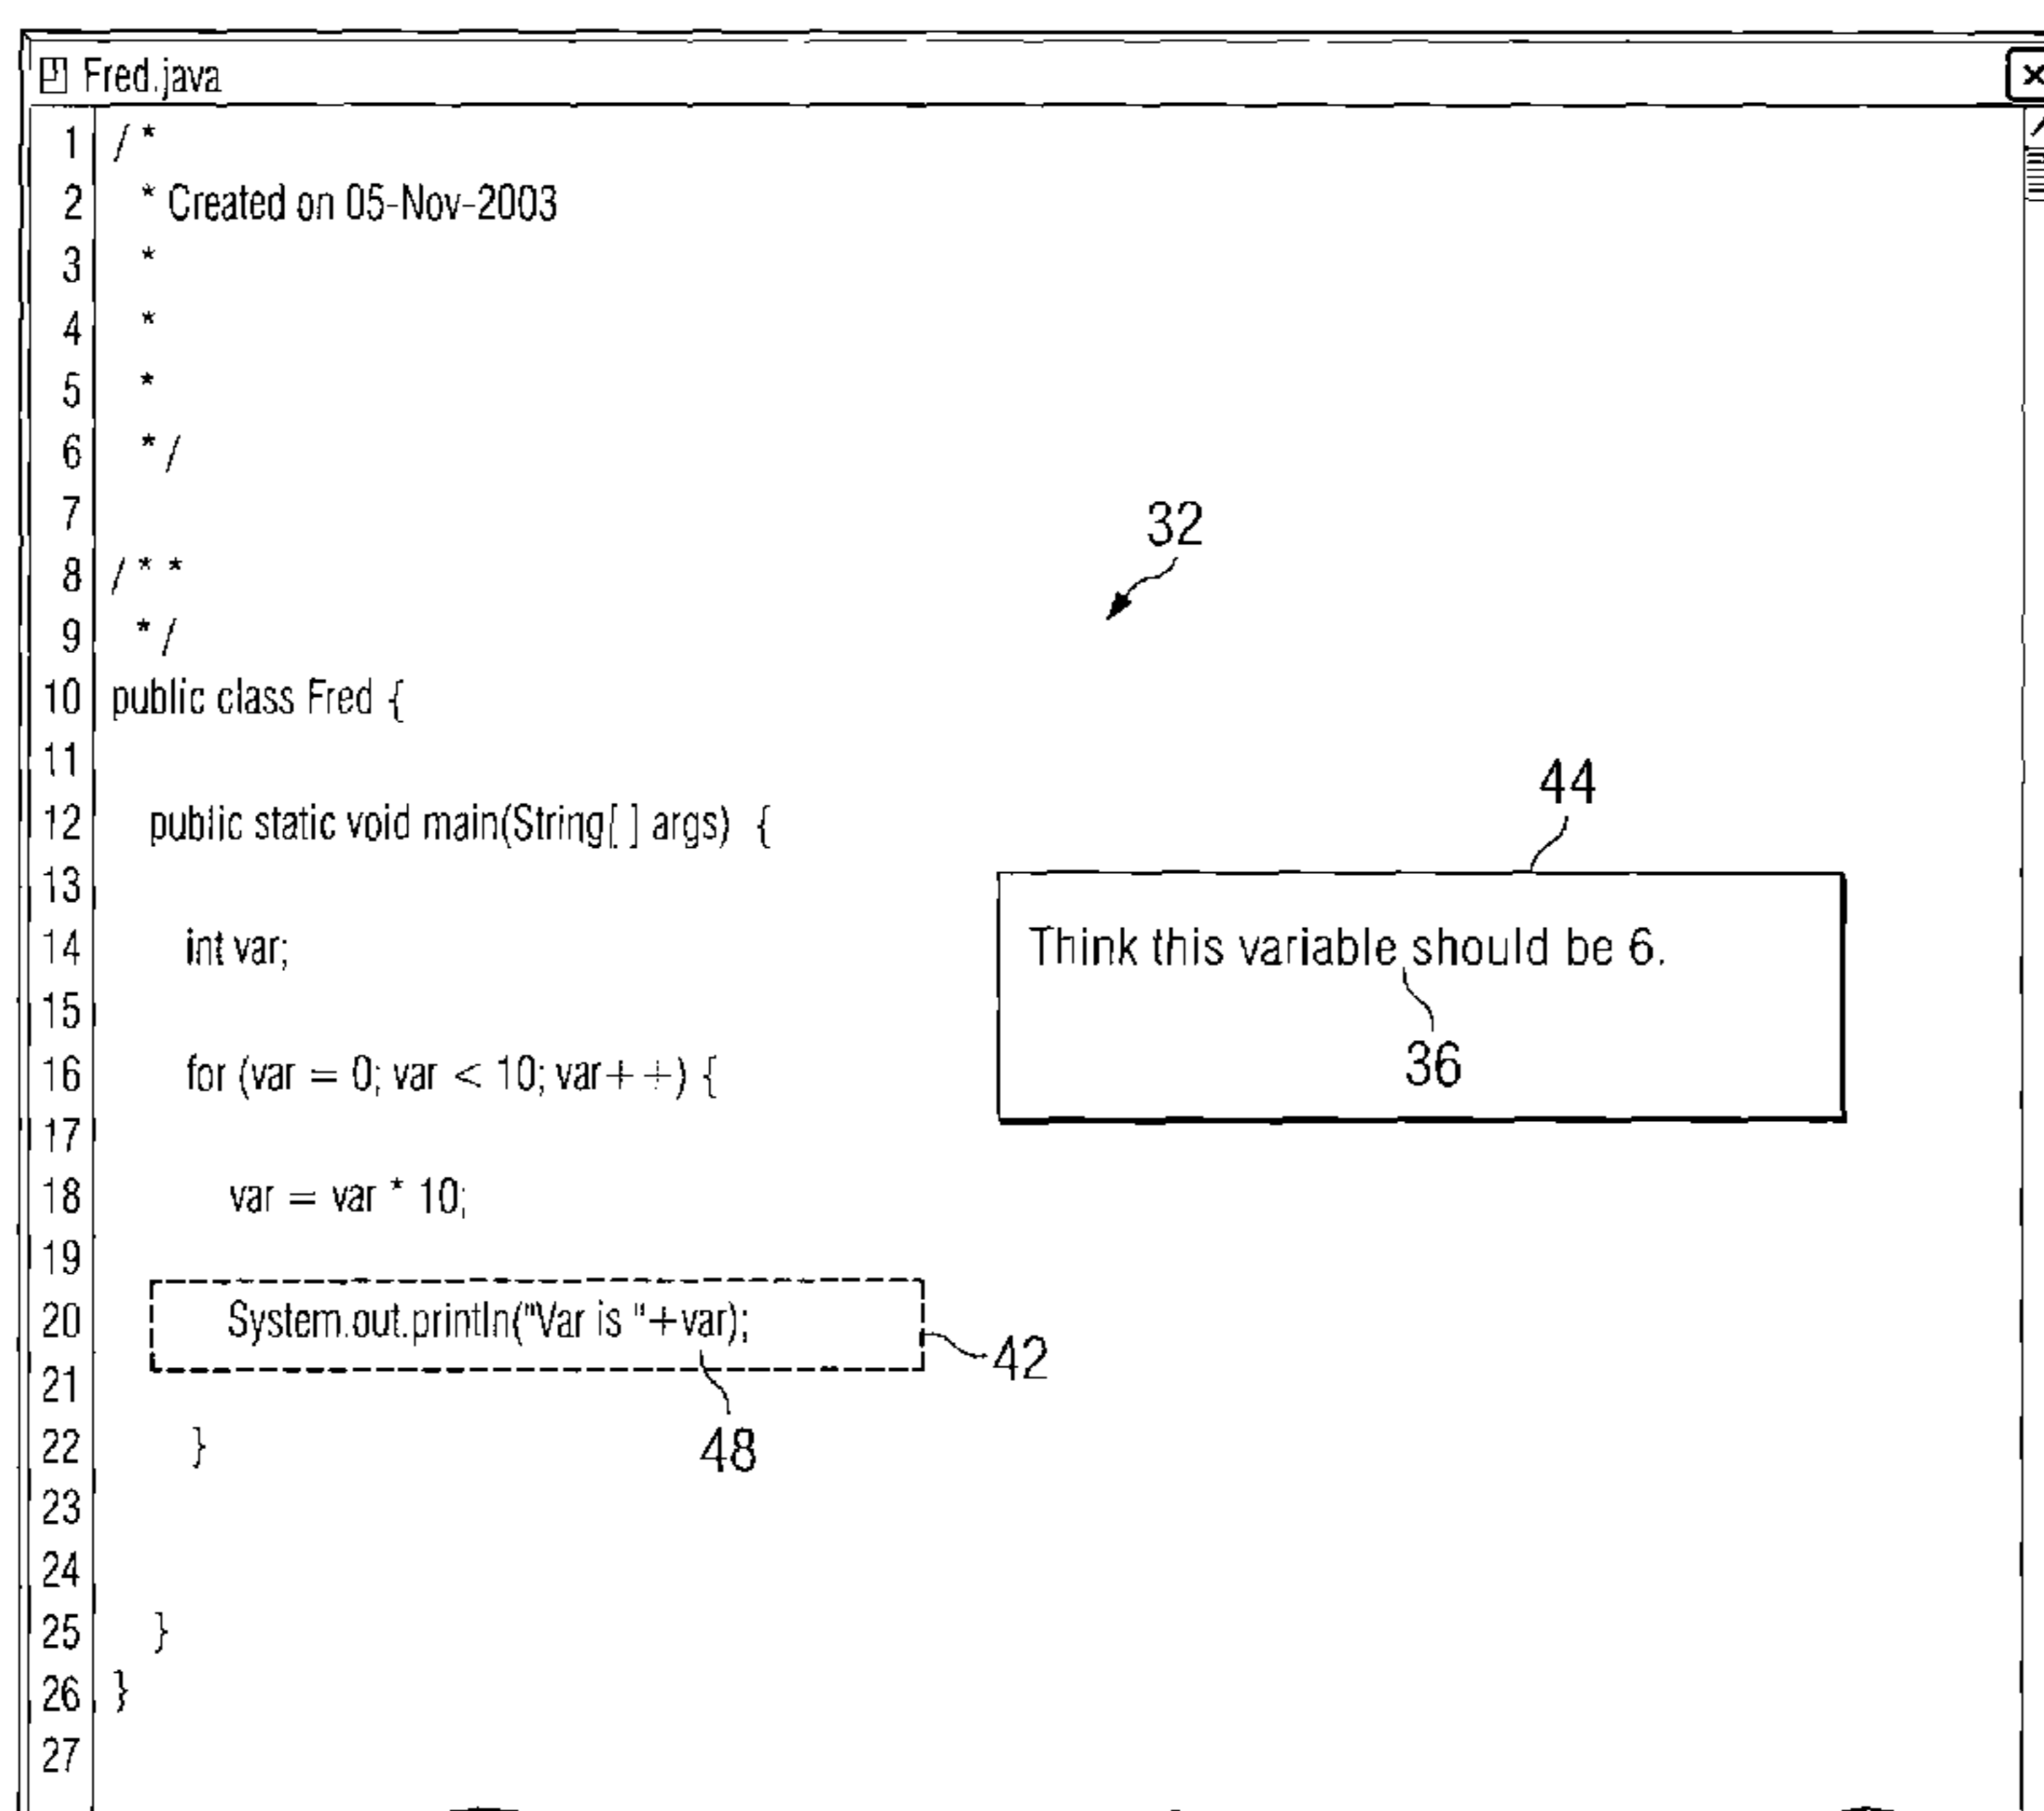 Fred.java
1 /*
2 * Created on 05-Nov-2003
3 *
4 *
5 *
6 */
7
32
8 /**
9 */
10 public class Fred {
11
44
12 public static void main(String[ ] args) {
13
14 int var;
Think this variable should be 6.
15
36
16 for (var = 0; var < 10; var++) {
17
18 var = var * 10;
19
20 System.out.println("Var is "+var);
42
21
48
22 }
23
24
25 }
26 }
27